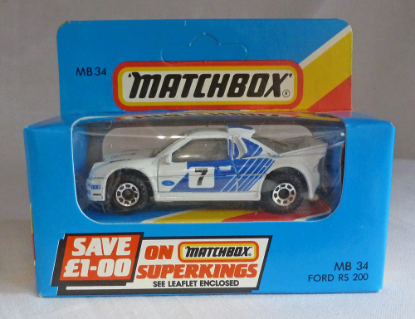 MB 34
"MATCHBOX"®
7
SAVE
£1-00
ON "MATCHBOX"
SUPERKINGS
SEE LEAFLET ENCLOSED
MB 34
FORD RS 200